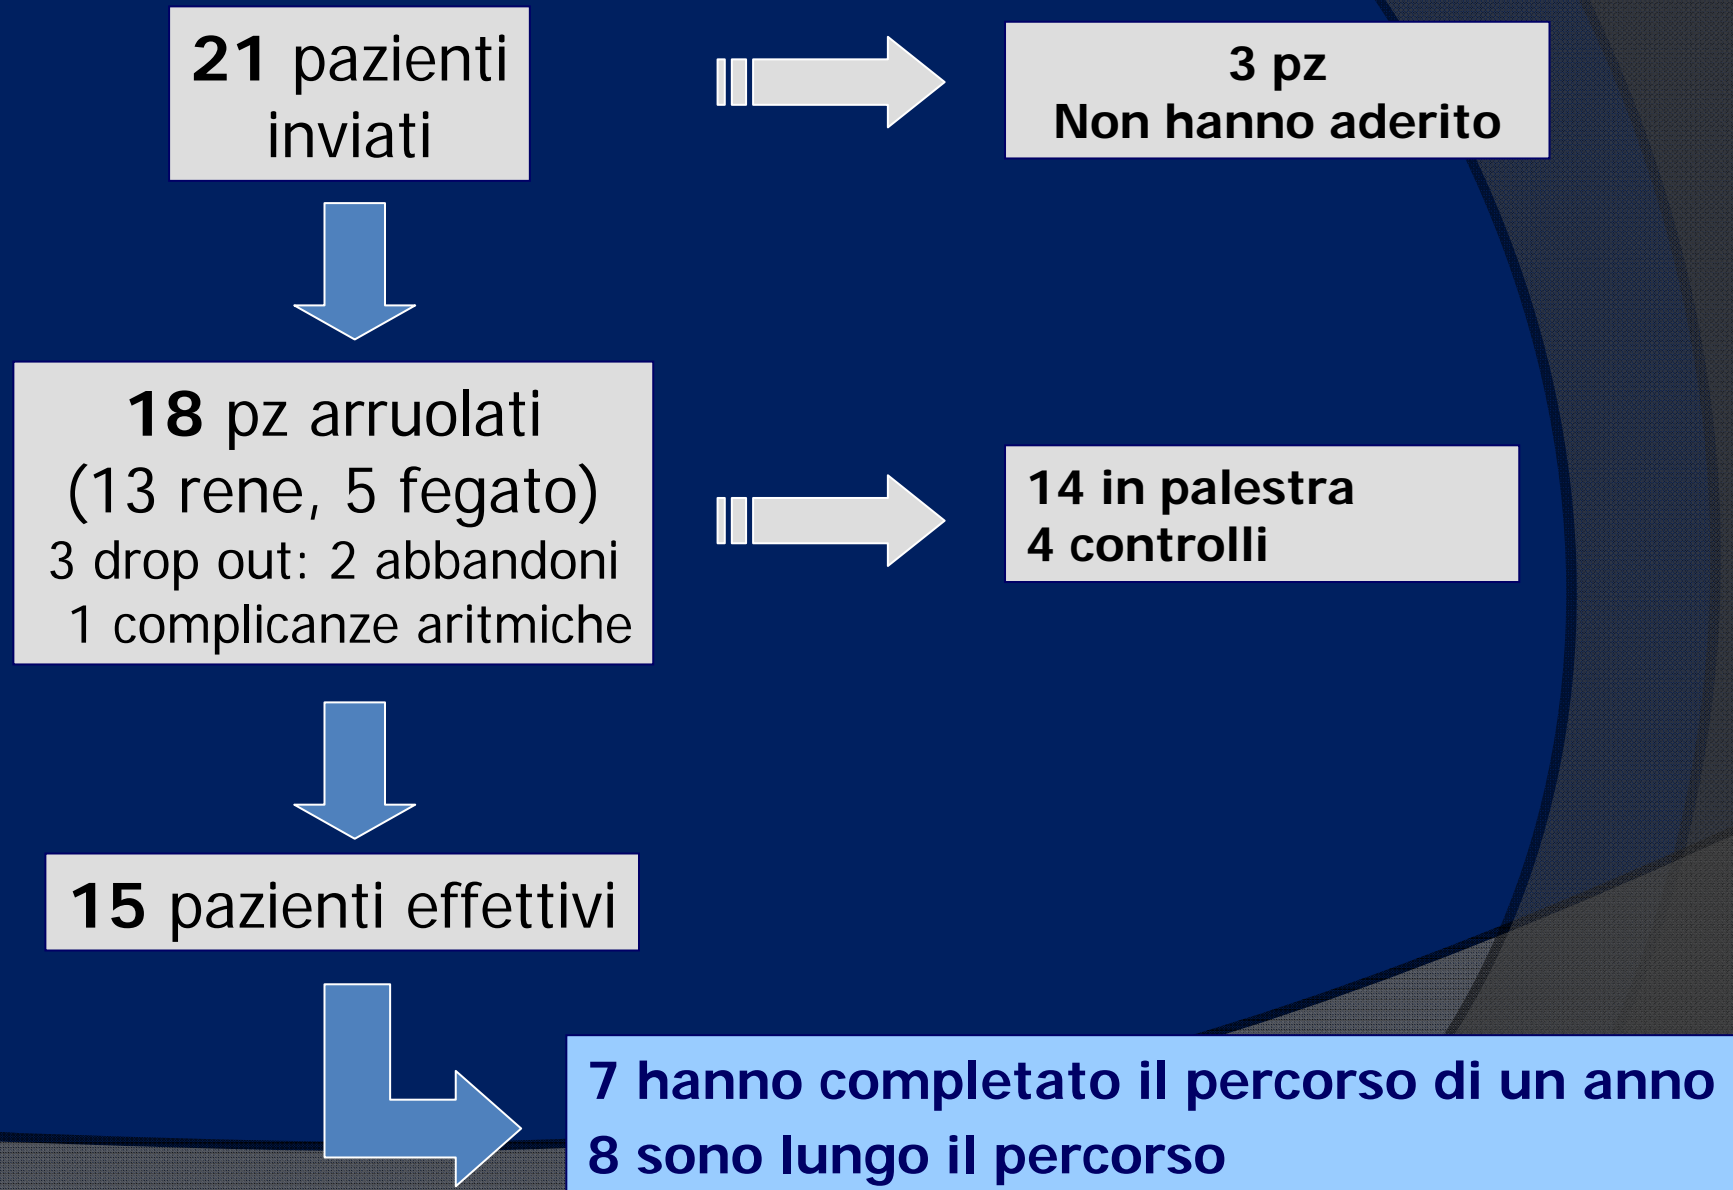 21 pazienti
inviati
3 pz
Non hanno aderito
18 pz arruolati
(13 rene, 5 fegato)
3 drop out: 2 abbandoni
1 complicanze aritmiche
14 in palestra
4 controlli
15 pazienti effettivi
7 hanno completato il percorso di un anno
8 sono lungo il percorso